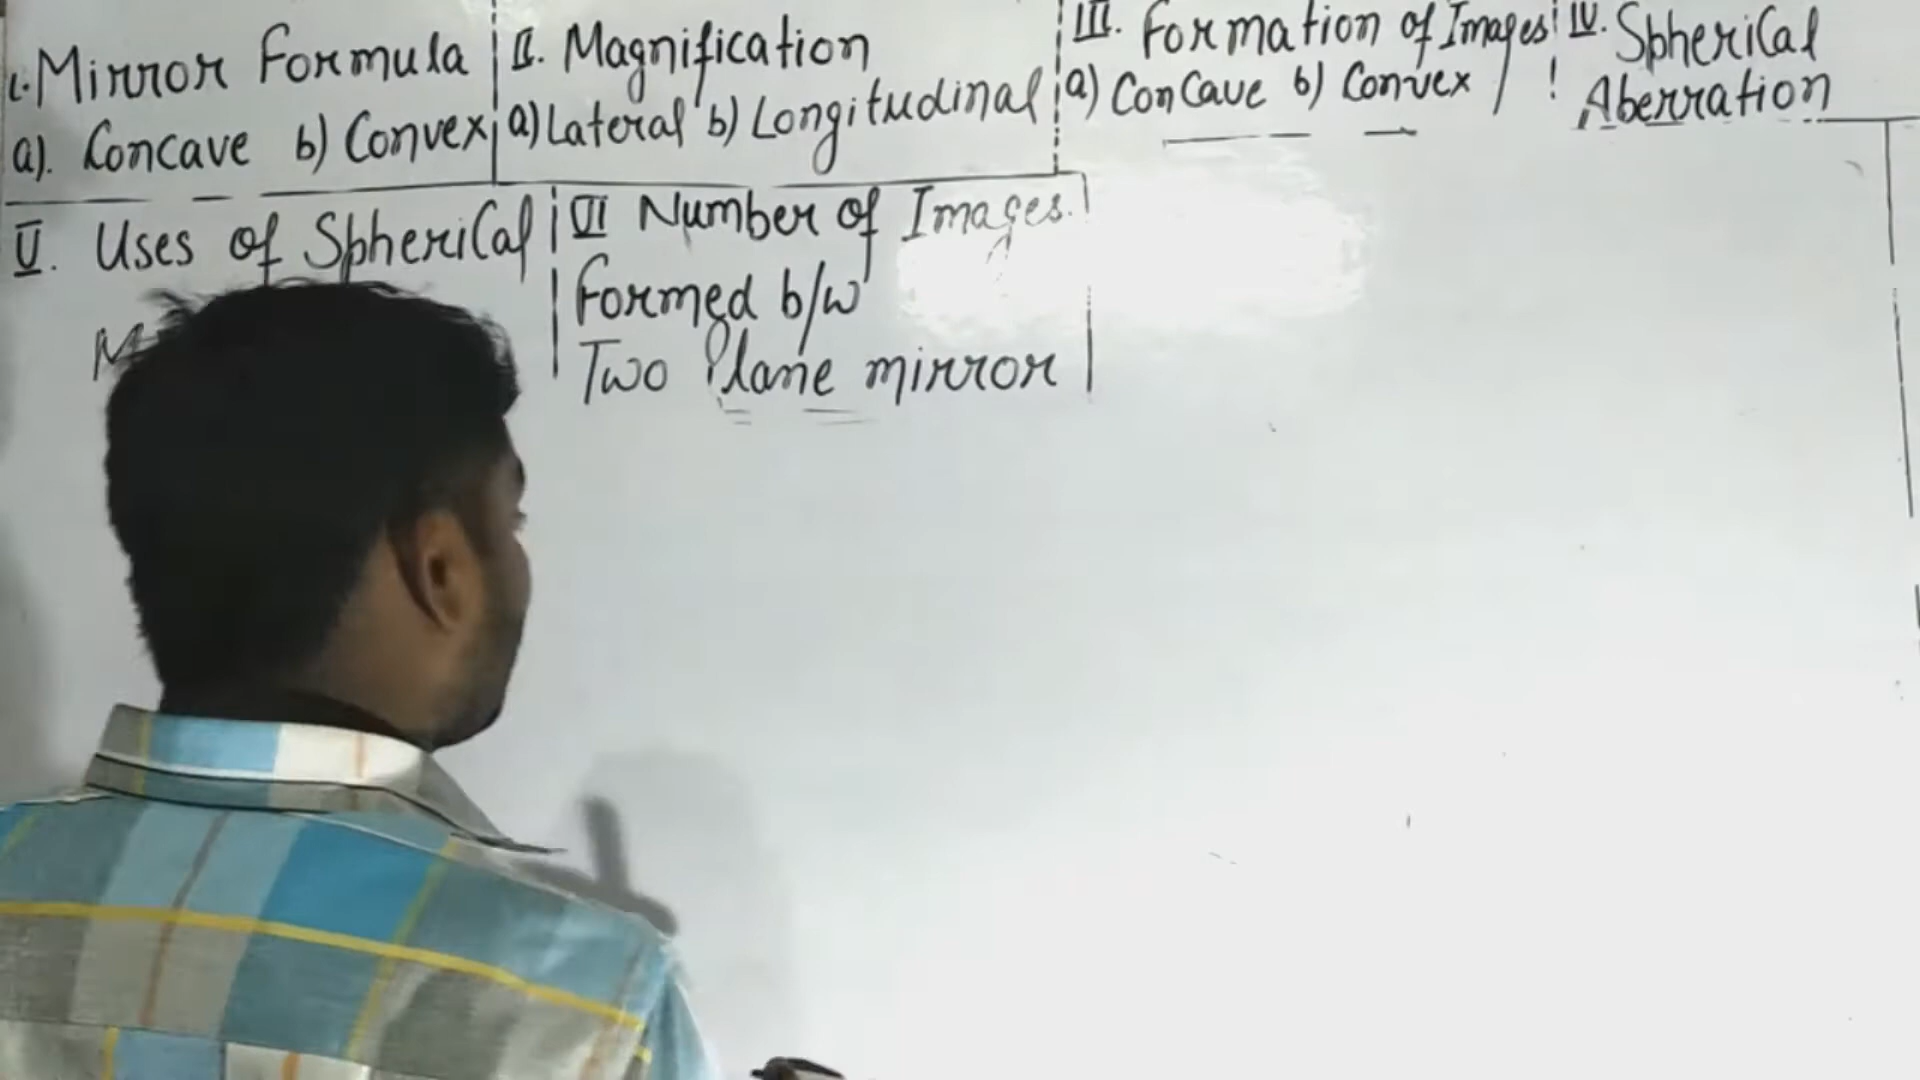 I. Mirror Formula
a). Concave b) Convex
II. Magnification
a) Lateral b) Longitudinal
III. Formation of Images
a) Concave b) Convex
IV. Spherical
Aberration
V. Uses of Spherical
VI Number of Images.
Formed b/w
Two Plane mirror